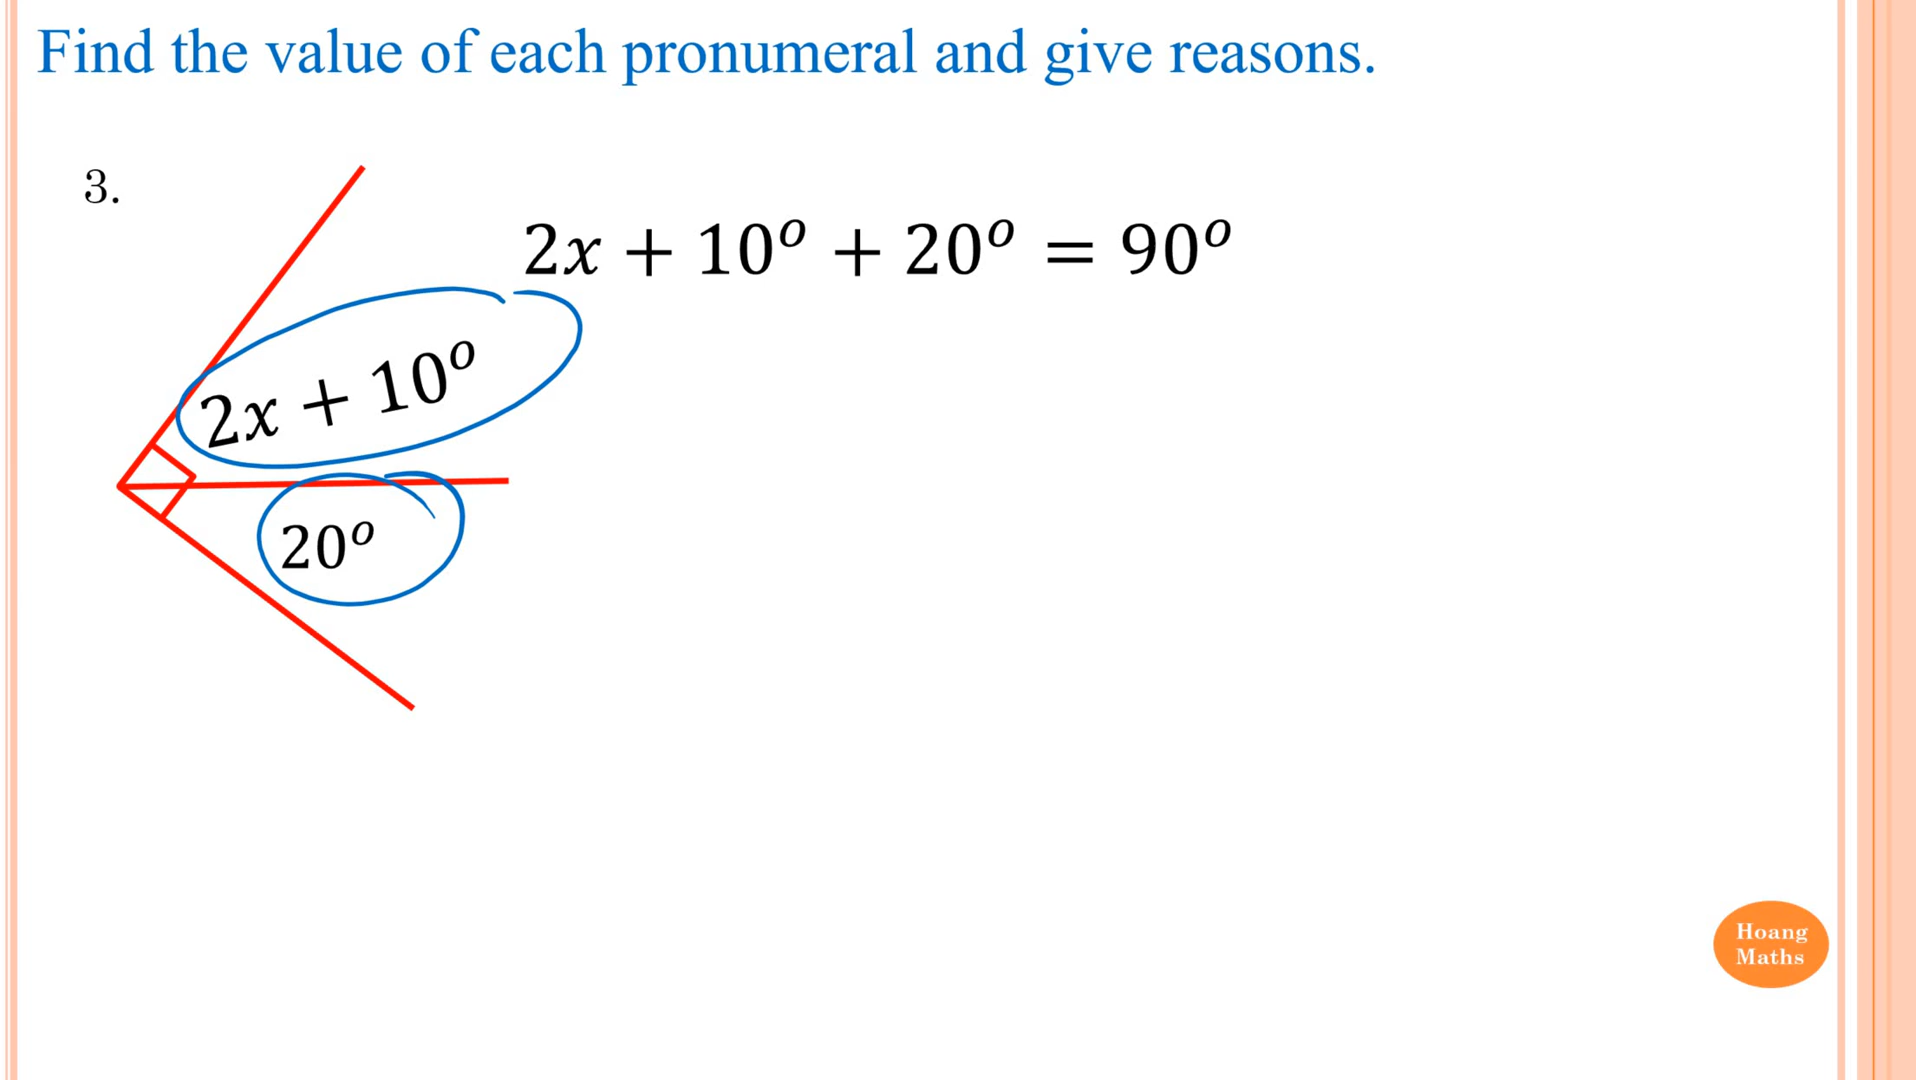 Find the value of each pronumeral and give reasons.
3.
2x + 10° + 20° = 90°
2x + 10°
20°
Hoang
Maths